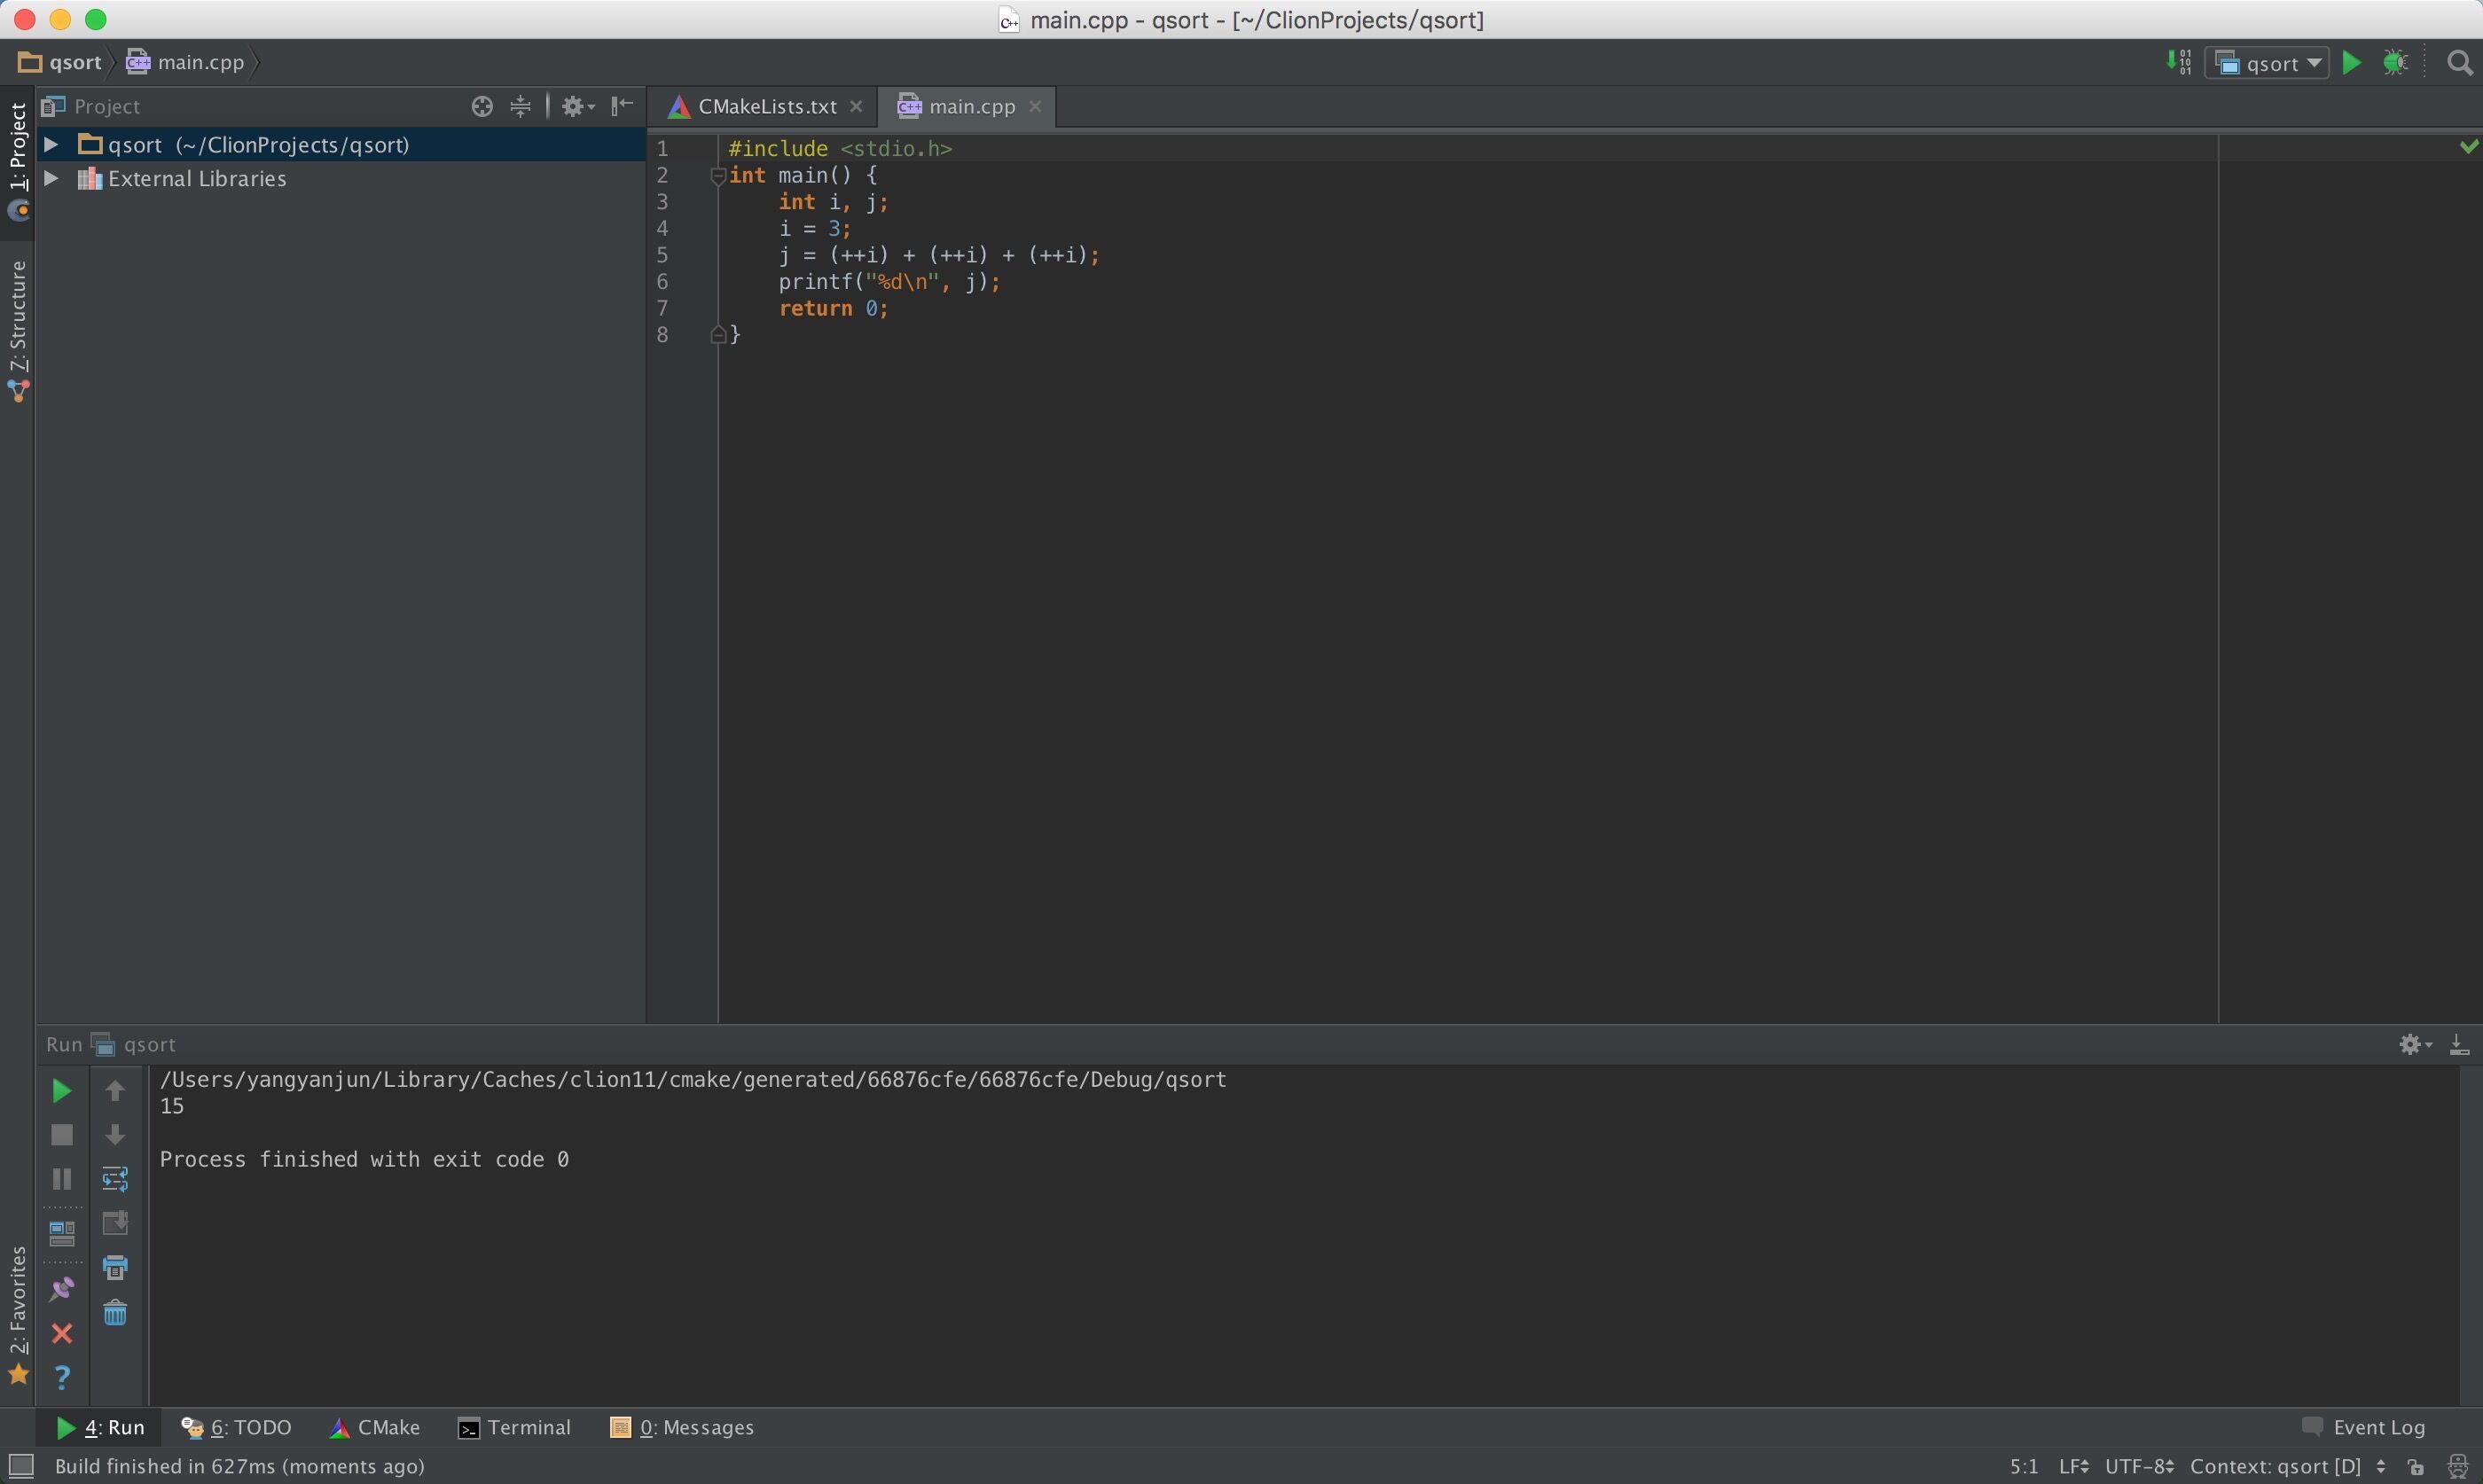 main.cpp - qsort - [~/ClionProjects/qsort]
qsort main.cpp qsort
1: Project
7: Structure
2: Favorites
Project
qsort (~/ClionProjects/qsort)
External Libraries
CMakeLists.txt main.cpp
1 #include <stdio.h>
2 int main() {
3 int i, j;
4 i = 3;
5 j = (++i) + (++i) + (++i);
6 printf("%d\n", j);
7 return 0;
8 }
Run qsort
/Users/yangyanjun/Library/Caches/clion11/cmake/generated/66876cfe/66876cfe/Debug/qsort
15
Process finished with exit code 0
4: Run 6: TODO CMake Terminal 0: Messages Event Log
Build finished in 627ms (moments ago) 5:1 LF UTF-8 Context: qsort [D]